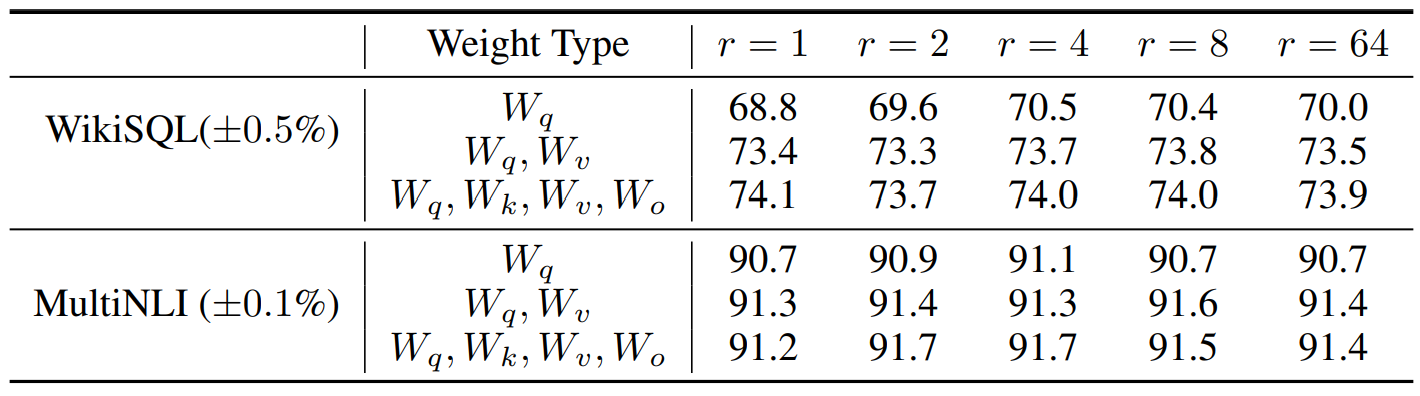 Weight Type r = 1 r = 2 r = 4 r = 8 r = 64
WikiSQL(±0.5%)
W_q 68.8 69.6 70.5 70.4 70.0
W_q, W_v 73.4 73.3 73.7 73.8 73.5
W_q, W_k, W_v, W_o 74.1 73.7 74.0 74.0 73.9
MultiNLI (±0.1%)
W_q 90.7 90.9 91.1 90.7 90.7
W_q, W_v 91.3 91.4 91.3 91.6 91.4
W_q, W_k, W_v, W_o 91.2 91.7 91.7 91.5 91.4